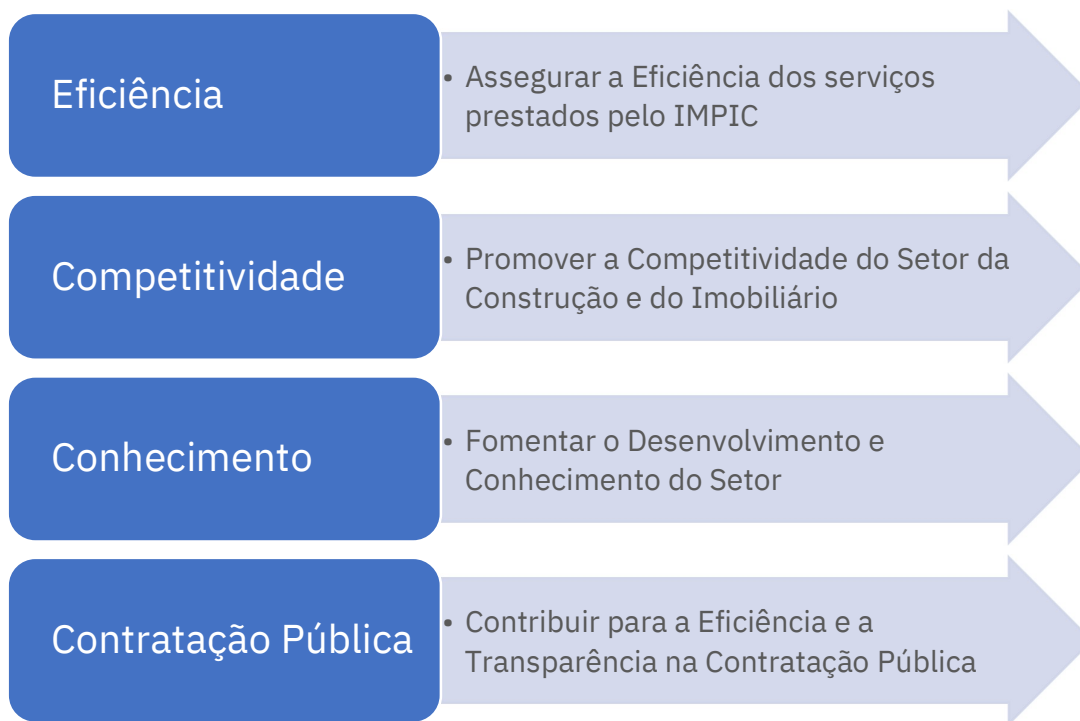 Eficiência
• Assegurar a Eficiência dos serviços
prestados pelo IMPIC
Competitividade
• Promover a Competitividade do Setor da
Construção e do Imobiliário
Conhecimento
• Fomentar o Desenvolvimento e
Conhecimento do Setor
Contratação Pública
• Contribuir para a Eficiência e a
Transparência na Contratação Pública